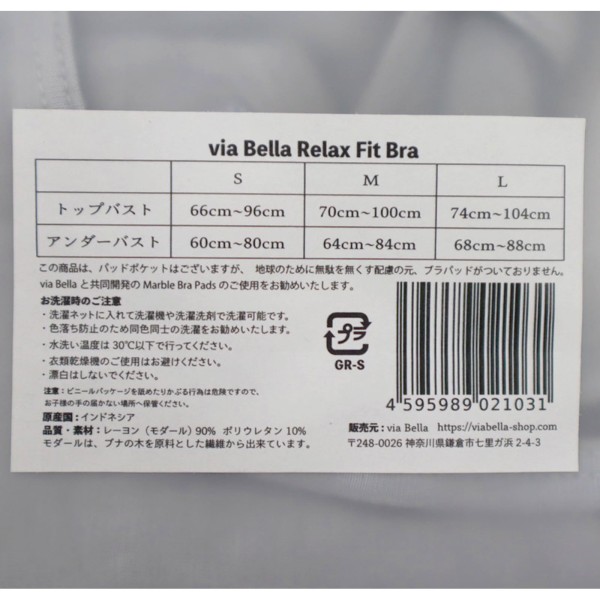 via Bella Relax Fit Bra
S M L
トップバスト 66cm~96cm 70cm~100cm 74cm~104cm
アンダーバスト 60cm~80cm 64cm~84cm 68cm~88cm
この商品は、パッドポケットはございますが、 地球のために無駄を無くす配慮の元、ブラパッドがついておりません。
via Bella と共同開発の Marble Bra Pads のご使用をお勧めいたします。
お洗濯時のご注意
・洗濯ネットに入れて洗濯機や洗濯洗剤で洗濯可能です。
・色落ち防止のため同色同士の洗濯をお勧めいたします。
・水洗い温度は 30℃以下で行ってください。
・衣類乾燥機のご使用はお避けください。
・漂白はしないでください。
注意：ビニールパッケージを舐めたりかぶる行為は危険ですので、
お子様の手の届かない場所へ保管ください。
原産国：インドネシア
品質・素材：レーヨン（モダール）90% ポリウレタン 10%
モダールは、ブナの木を原料とした繊維から出来ています。
プラ
GR-S
4 595989 021031
販売元：via Bella https://viabella-shop.com
〒248-0026 神奈川県鎌倉市七里ガ浜 2-4-3